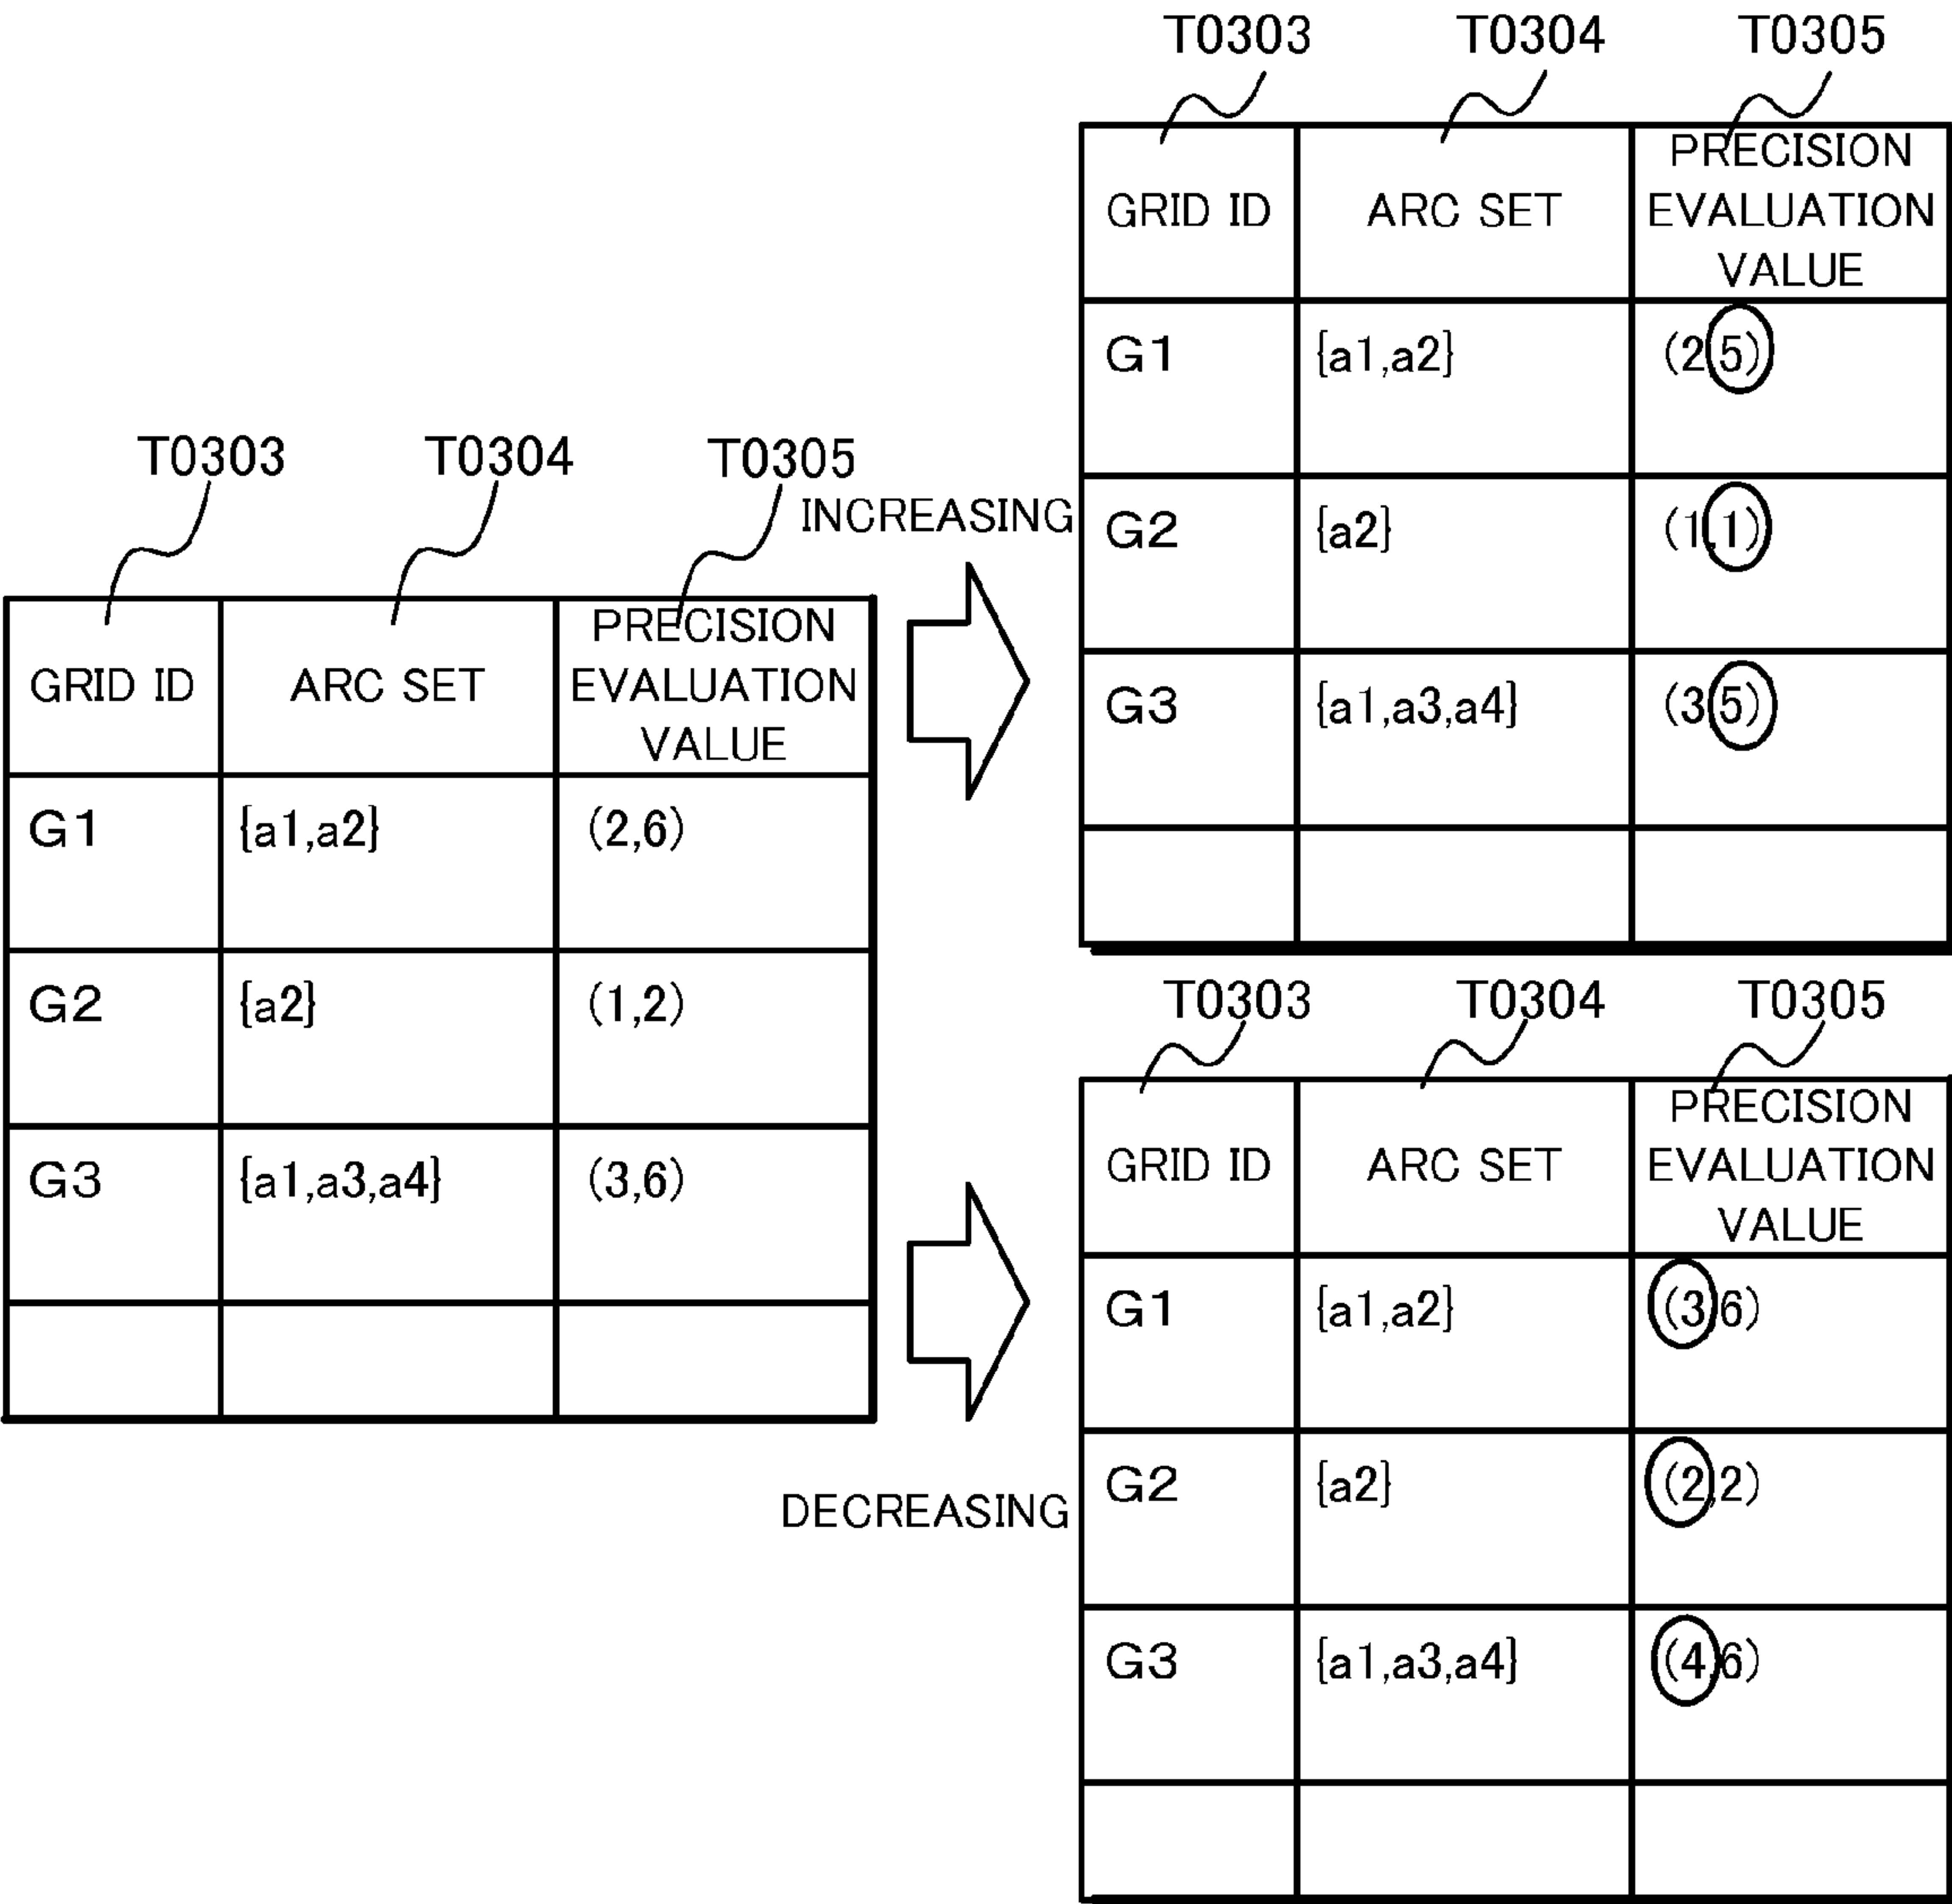 T0303 T0304 T0305
GRID ID ARC SET PRECISION
EVALUATION
VALUE
G1 {a1,a2} (2,6)
G2 {a2} (1,2)
G3 {a1,a3,a4} (3,6)
INCREASING
T0303 T0304 T0305
GRID ID ARC SET PRECISION
EVALUATION
VALUE
G1 {a1,a2} (2 5)
G2 {a2} (1,1)
G3 {a1,a3,a4} (3 5)
DECREASING
T0303 T0304 T0305
GRID ID ARC SET PRECISION
EVALUATION
VALUE
G1 {a1,a2} (3 6)
G2 {a2} (2,2)
G3 {a1,a3,a4} (4 6)